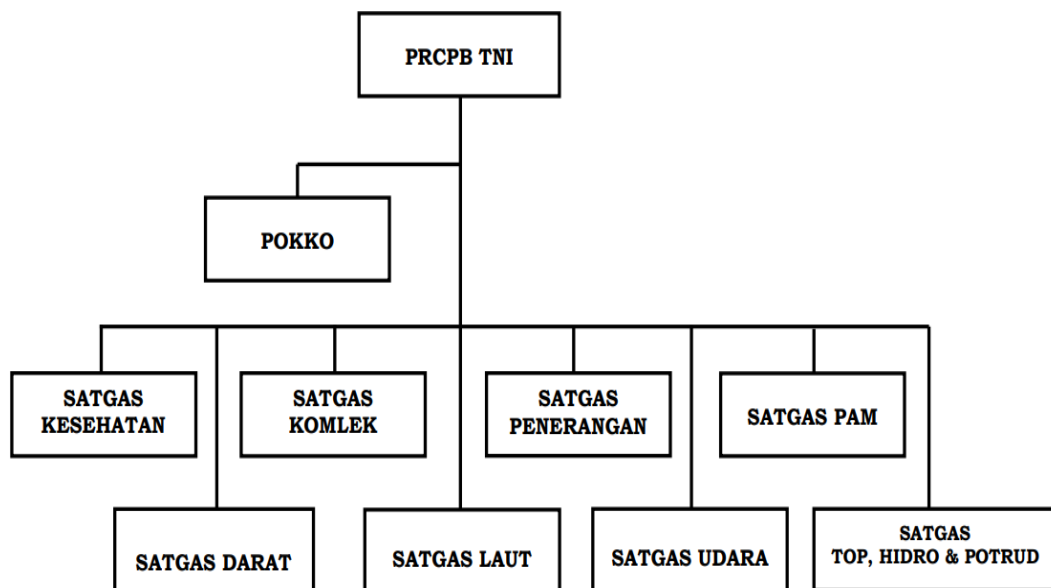 PRCPB TNI
POKKO
SATGAS
KESEHATAN
SATGAS
KOMLEK
SATGAS
PENERANGAN
SATGAS PAM
SATGAS DARAT
SATGAS LAUT
SATGAS UDARA
SATGAS
TOP, HIDRO & POTRUD